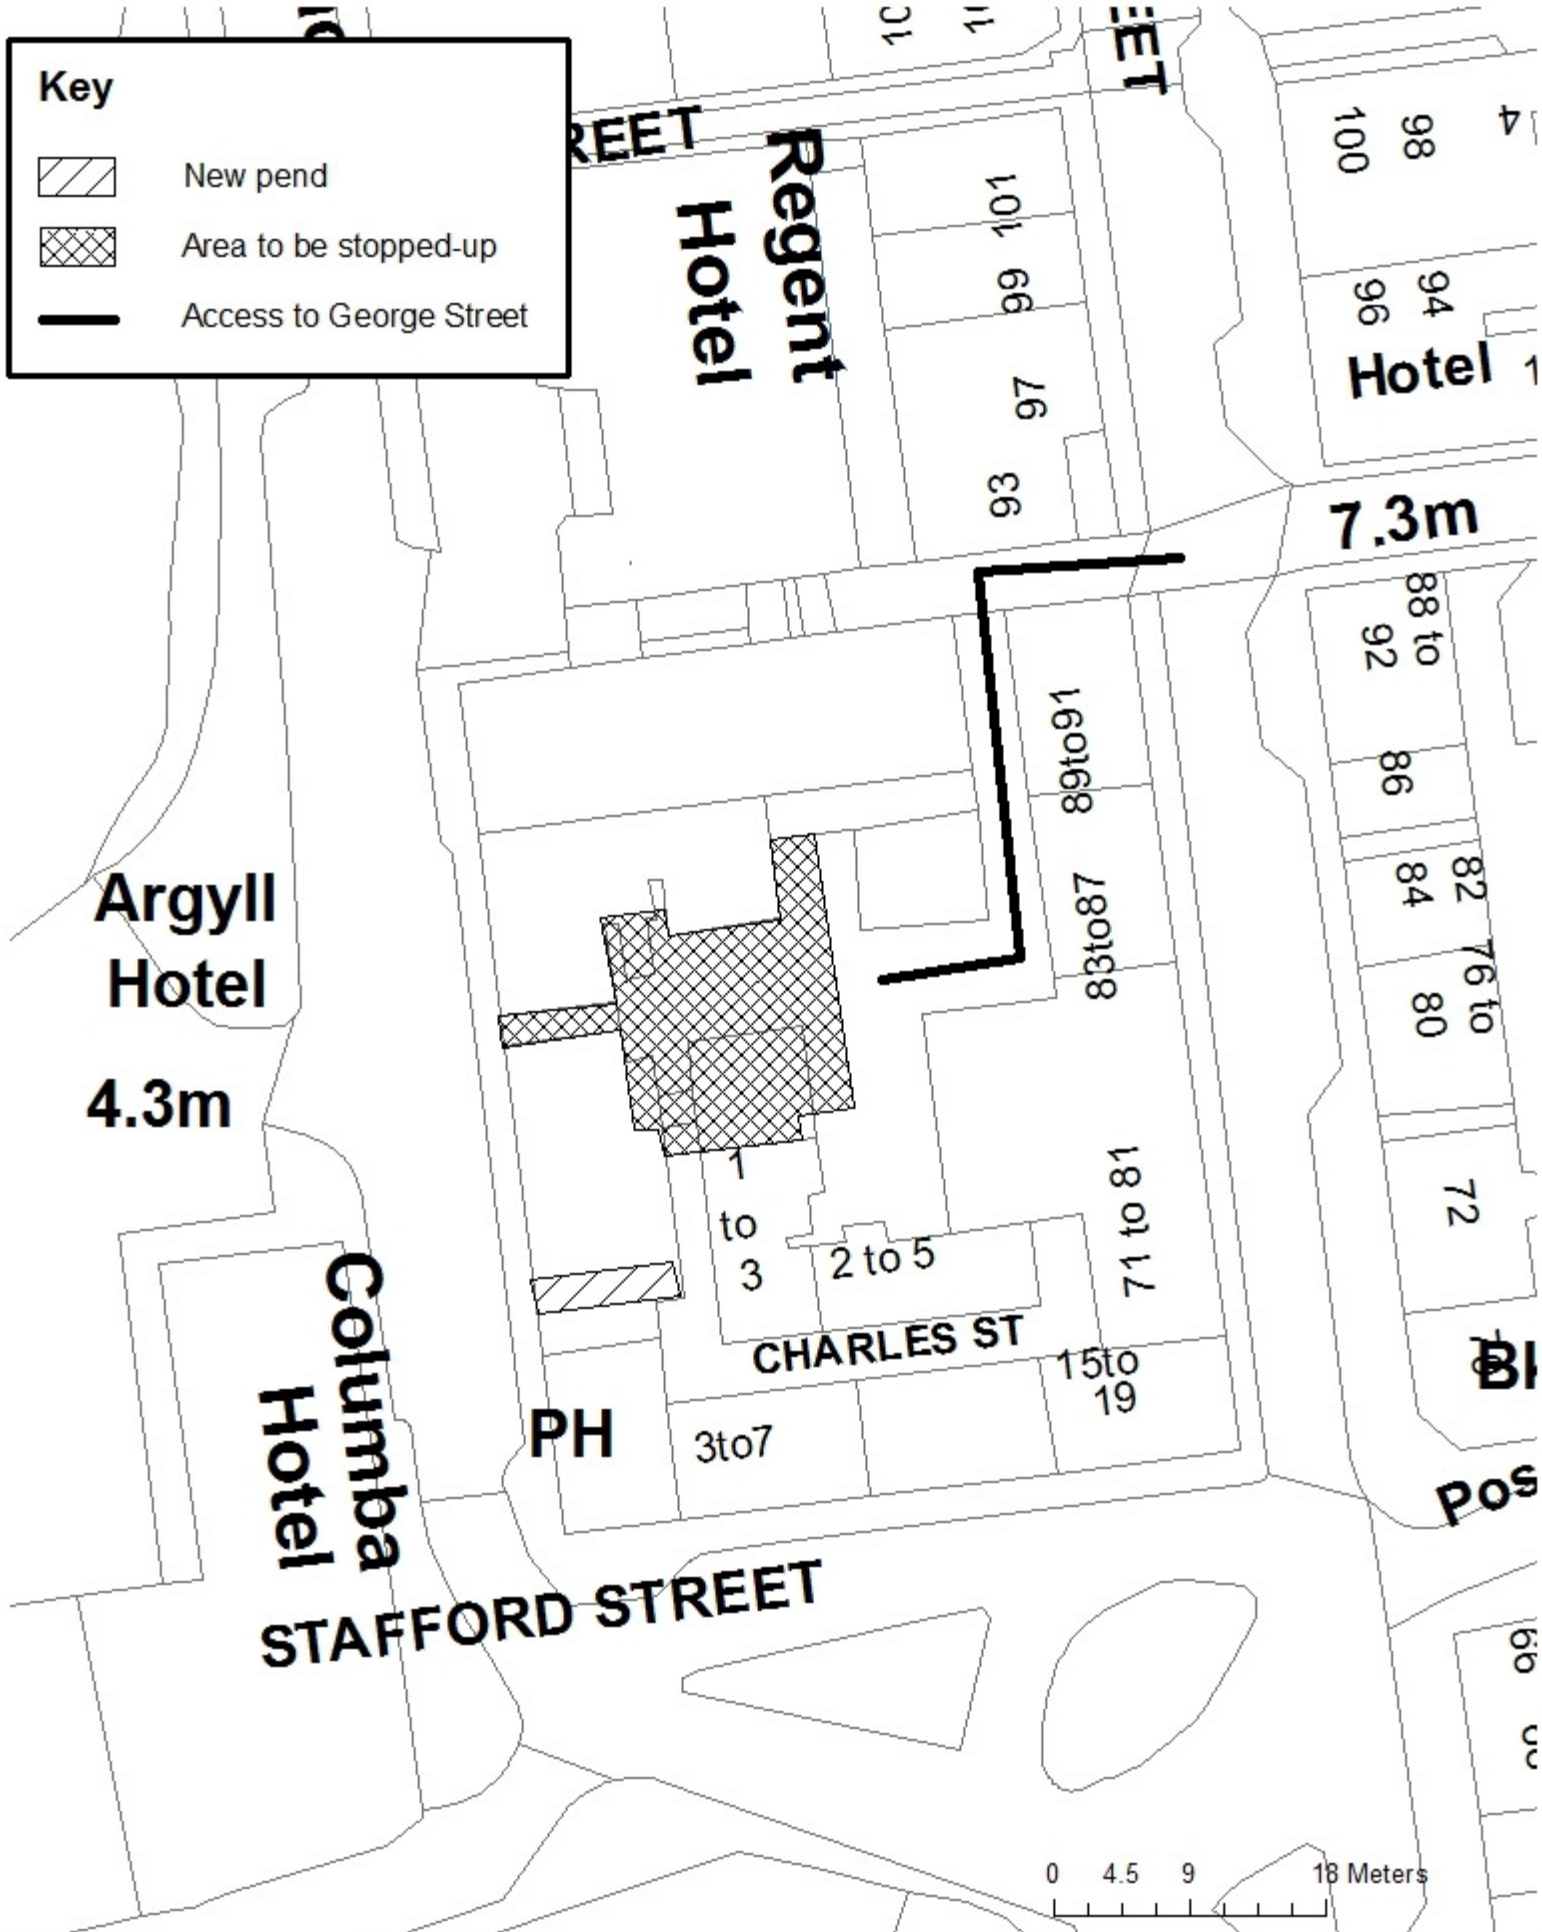 Key
New pend
Area to be stopped-up
Access to George Street
REET
Regent
Hotel
101
99
97
93
100
98
4
96
94
Hotel
7.3m
88 to
92
89to91
86
83to87
84
82
76 to
80
Argyll
Hotel
4.3m
1
to
3
2 to 5
71 to 81
72
CHARLES ST
15to
19
PH
3to7
Columba
Hotel
STAFFORD STREET
Pos
66
0 4.5 9 18 Meters